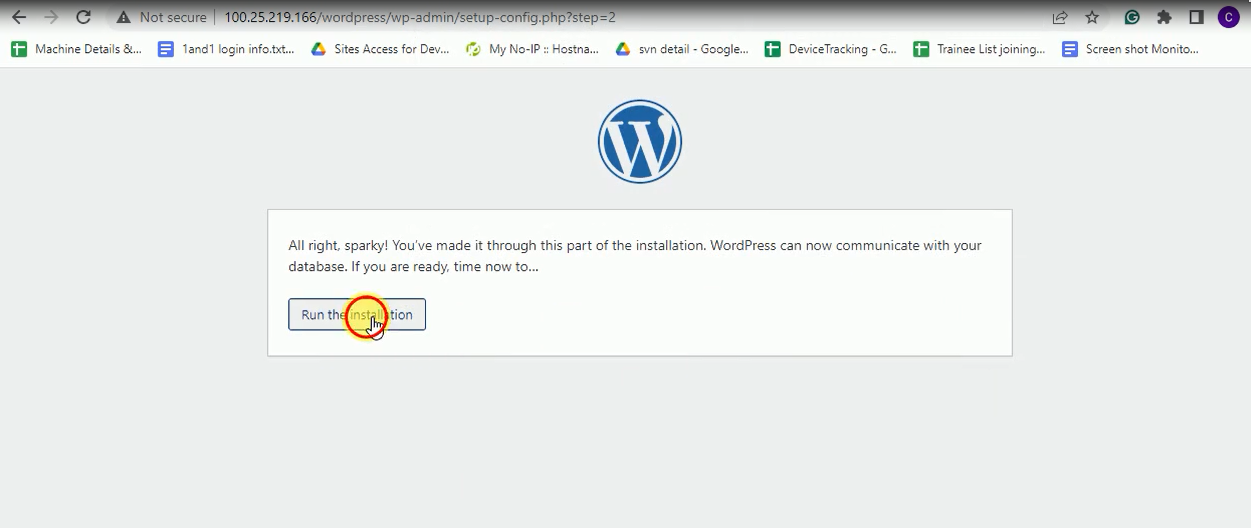 Not secure | 100.25.219.166/wordpress/wp-admin/setup-config.php?step=2 C
Machine Details &... 1and1 login info.txt... Sites Access for Dev... My No-IP :: Hostna... svn detail - Google... DeviceTracking - G... Trainee List joining... Screen shot Monito...
W
All right, sparky! You've made it through this part of the installation. WordPress can now communicate with your
database. If you are ready, time now to...
Run the installation